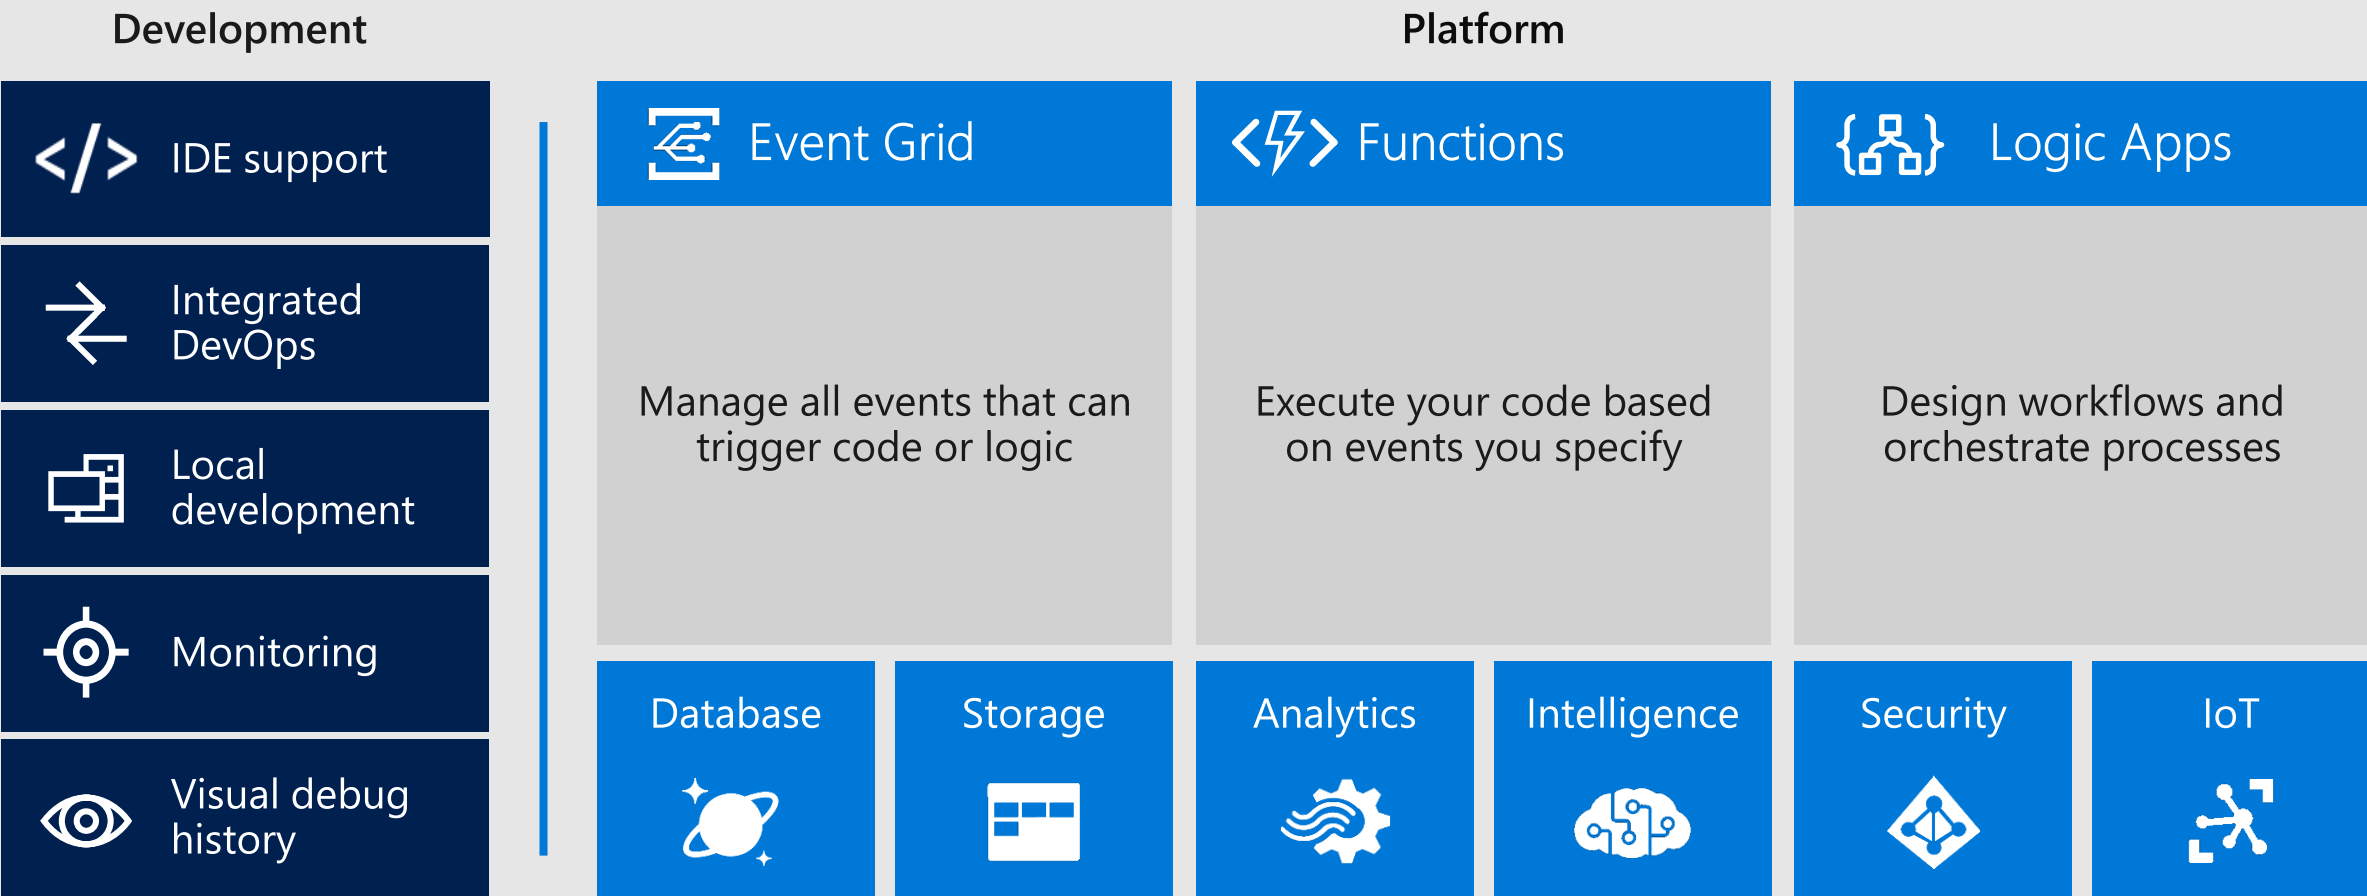 Development
IDE support
Integrated
DevOps
Local
development
Monitoring
Visual debug
history
Platform
Event Grid
Manage all events that can
trigger code or logic
Functions
Execute your code based
on events you specify
Logic Apps
Design workflows and
orchestrate processes
Database
Storage
Analytics
Intelligence
Security
IoT